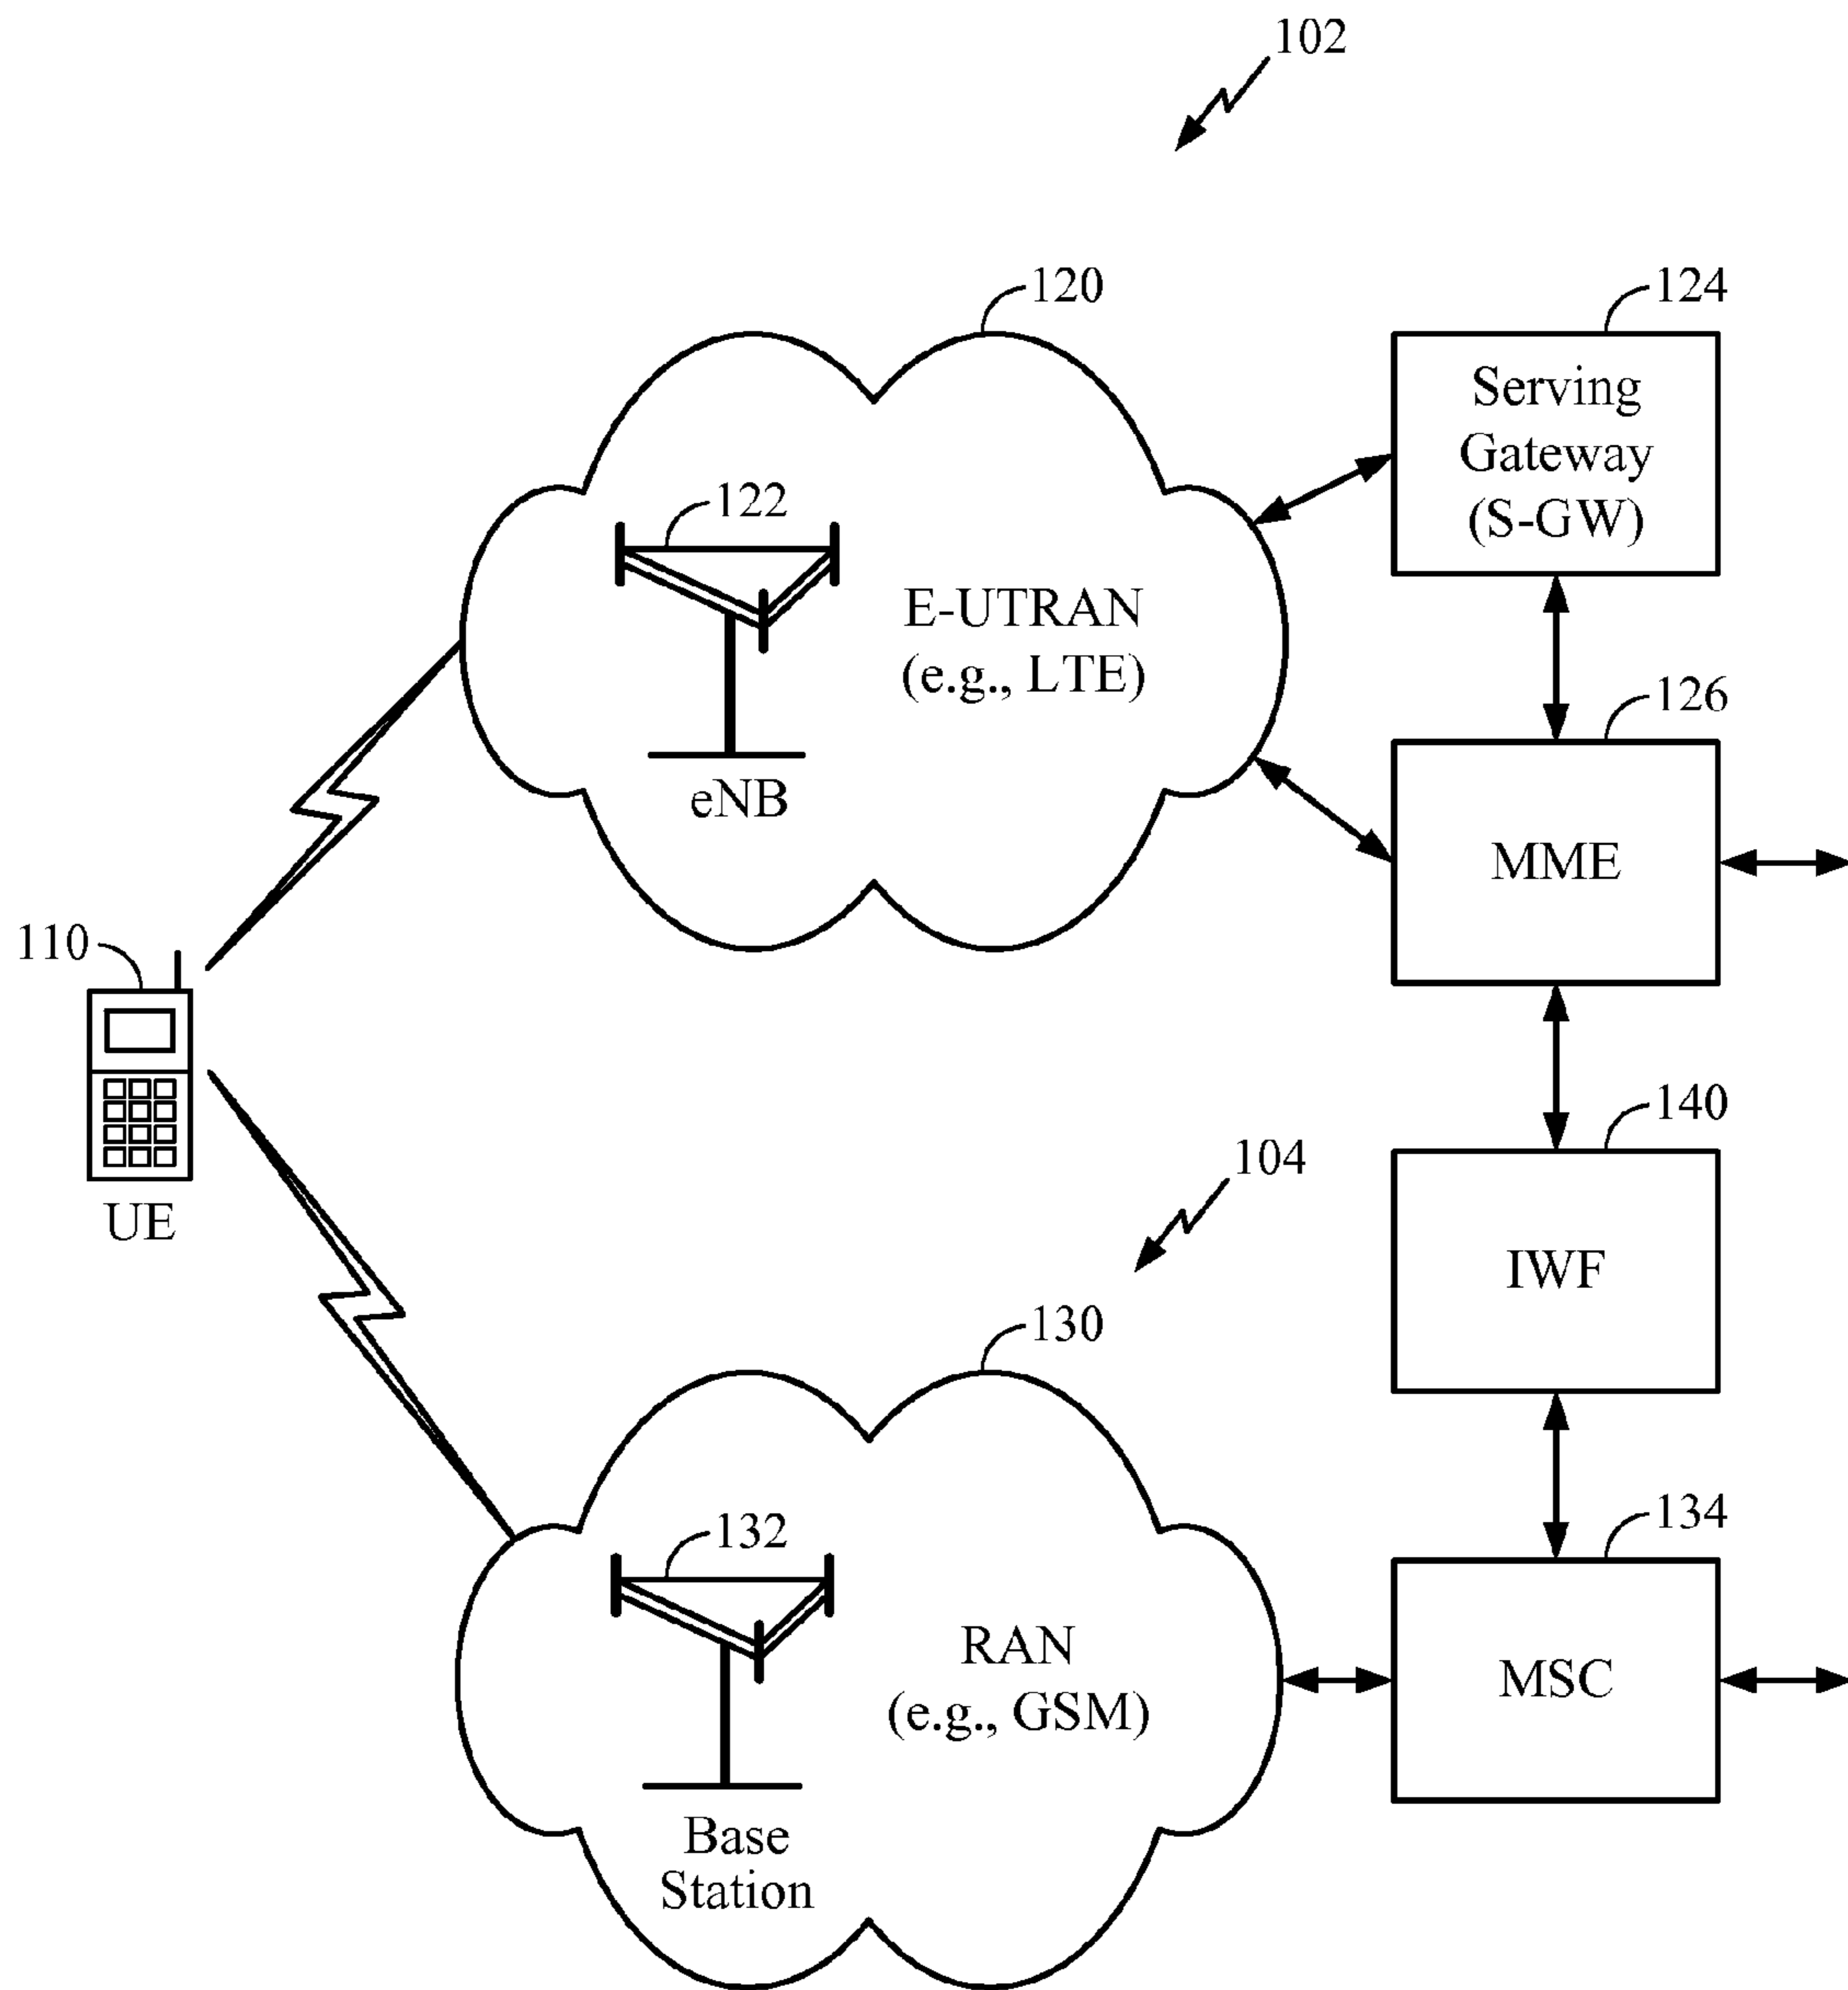 102
120
124
Serving
Gateway
(S-GW)
122
E-UTRAN
(e.g., LTE)
eNB
126
MME
110
UE
140
IWF
104
130
134
132
RAN
(e.g., GSM)
MSC
Base
Station